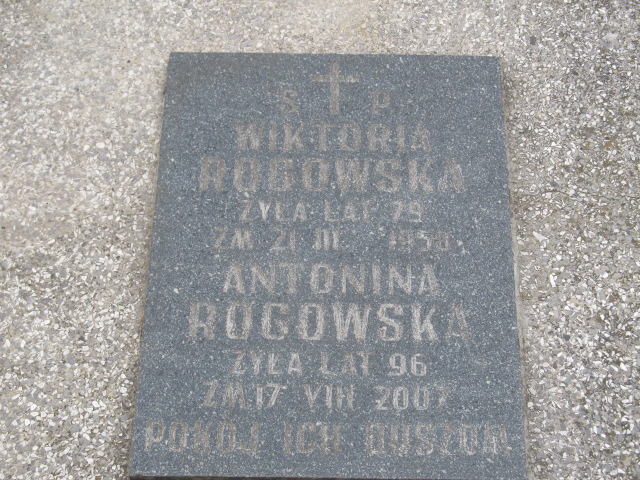 Ś P
WIKTORIA
ROGOWSKA
ŻYŁA LAT 79
ZM 21 III
ANTONINA
ROGOWSKA
ŻYŁA LAT 96
ZM 17 VIII 2007
POKÓJ ICH DUSZOM